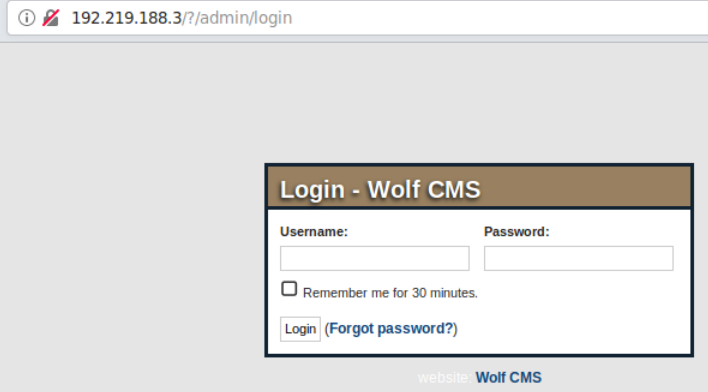 192.219.188.3/?/admin/login
Login - Wolf CMS
Username: Password:
Remember me for 30 minutes.
Login (Forgot password?)
website: Wolf CMS